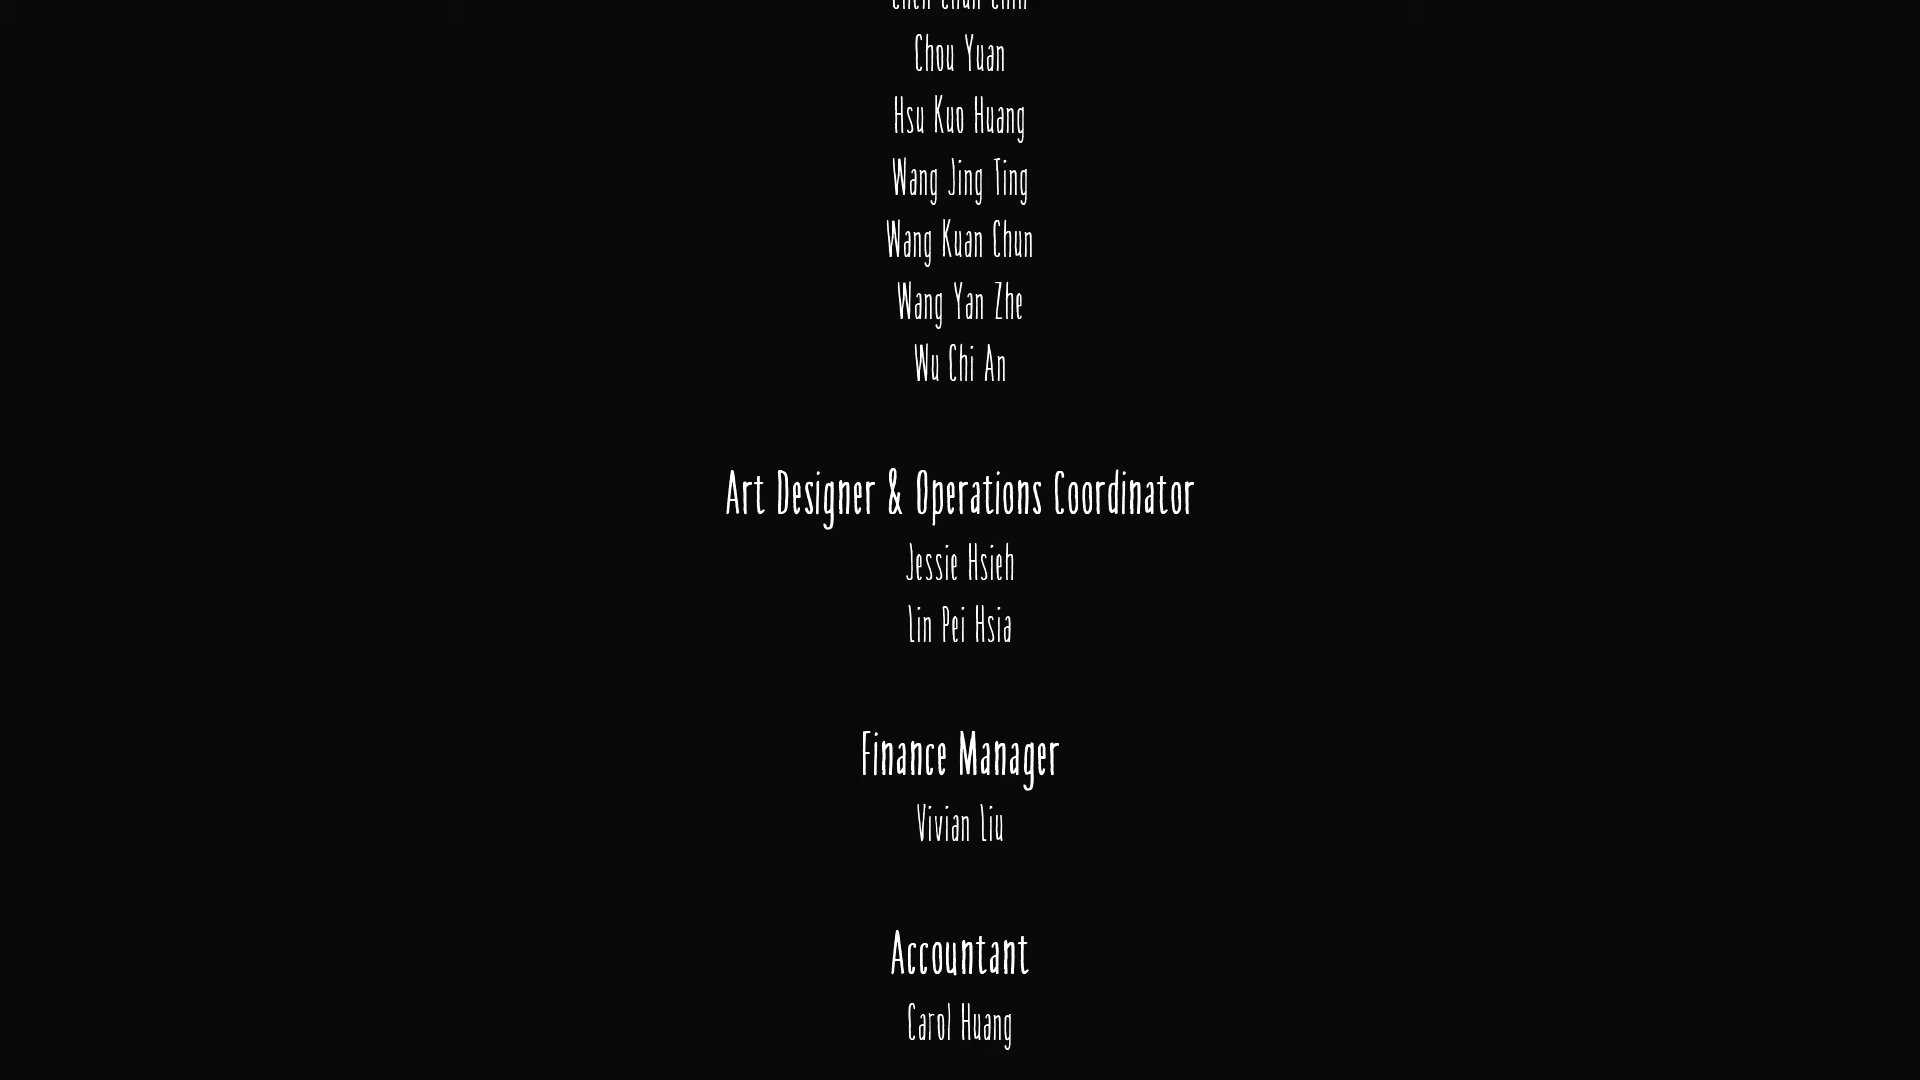 Chou Yuan
Hsu Kuo Huang
Wang Jing Ting
Wang Kuan Chun
Wang Yan Zhe
Wu Chi An
Art Designer & Operations Coordinator
Jessie Hsieh
Lin Pei Hsia
Finance Manager
Vivian Liu
Accountant
Carol Huang